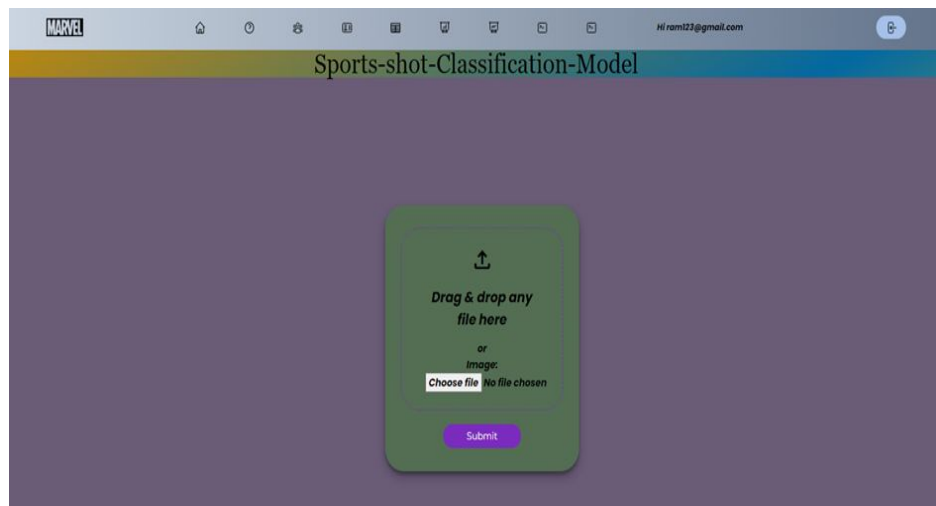 MARVEL
Hi ram123@gmail.com
Sports-shot-Classification-Model
Drag & drop any
file here
or
Image:
Choose file No file chosen
Submit